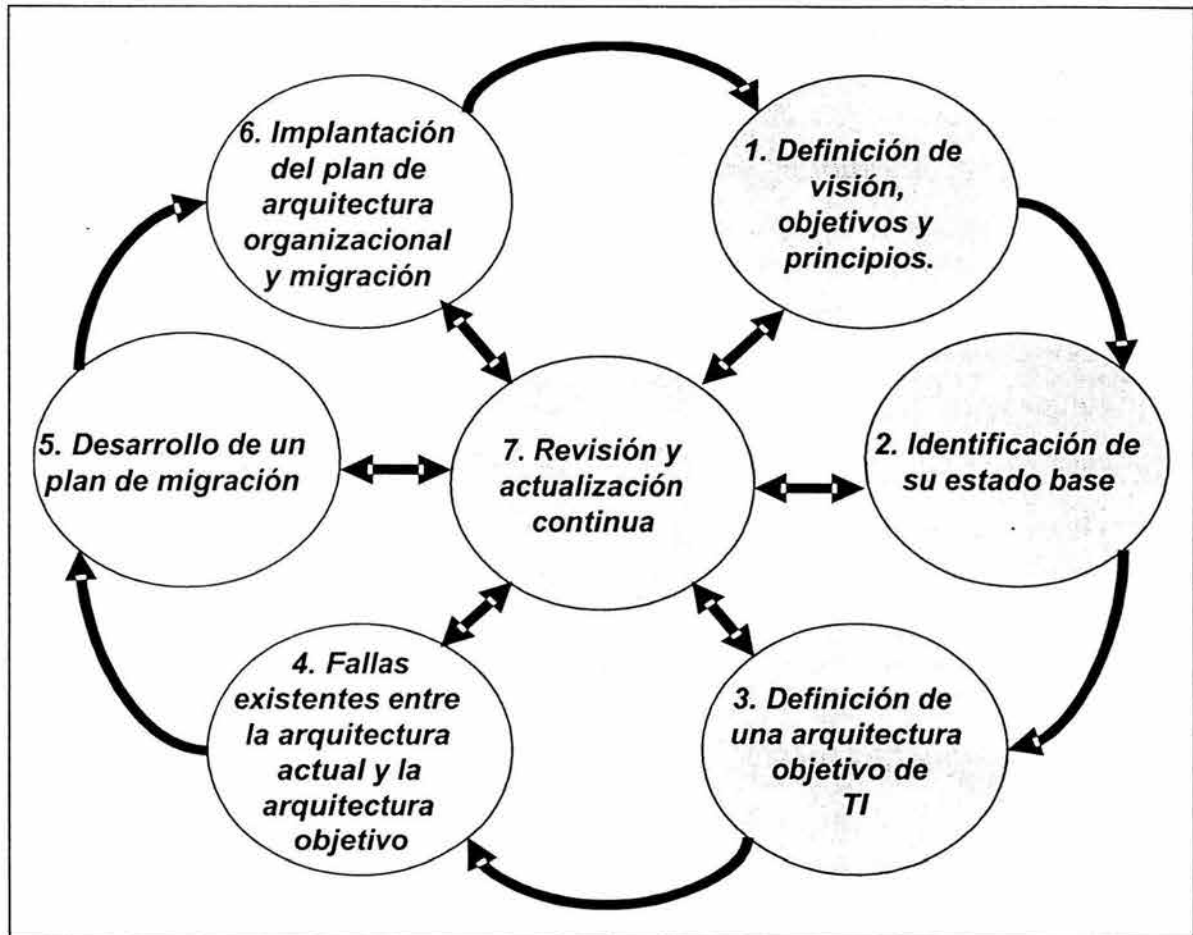 6. Implantación
del plan de
arquitectura
organizacional
y migración
1. Definición de
visión,
objetivos y
principios.
5. Desarrollo de un
plan de migración
7. Revisión y
actualización
continua
2. Identificación de
su estado base
4. Fallas
existentes entre
la arquitectura
actual y la
arquitectura
objetivo
3. Definición de
una arquitectura
objetivo de
TI